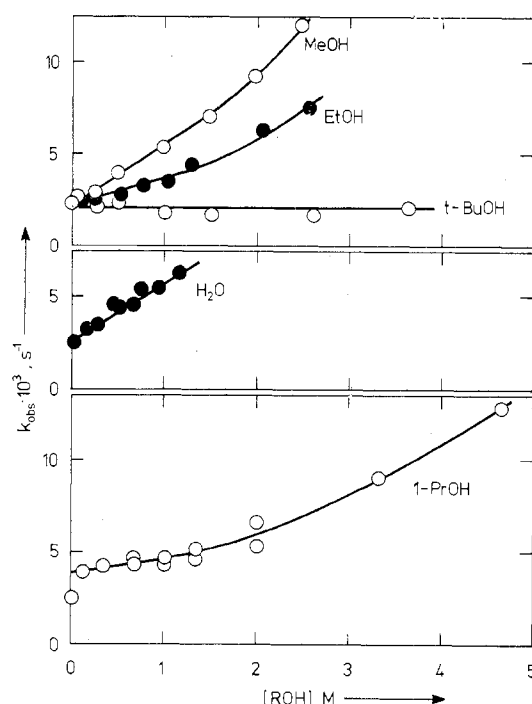 10
MeOH
EtOH
5
t-BuOH
0
5
H₂O
0
k_obs·10³, s⁻¹
10
1-PrOH
5
0
0 1 2 3 4 5
[ROH] M